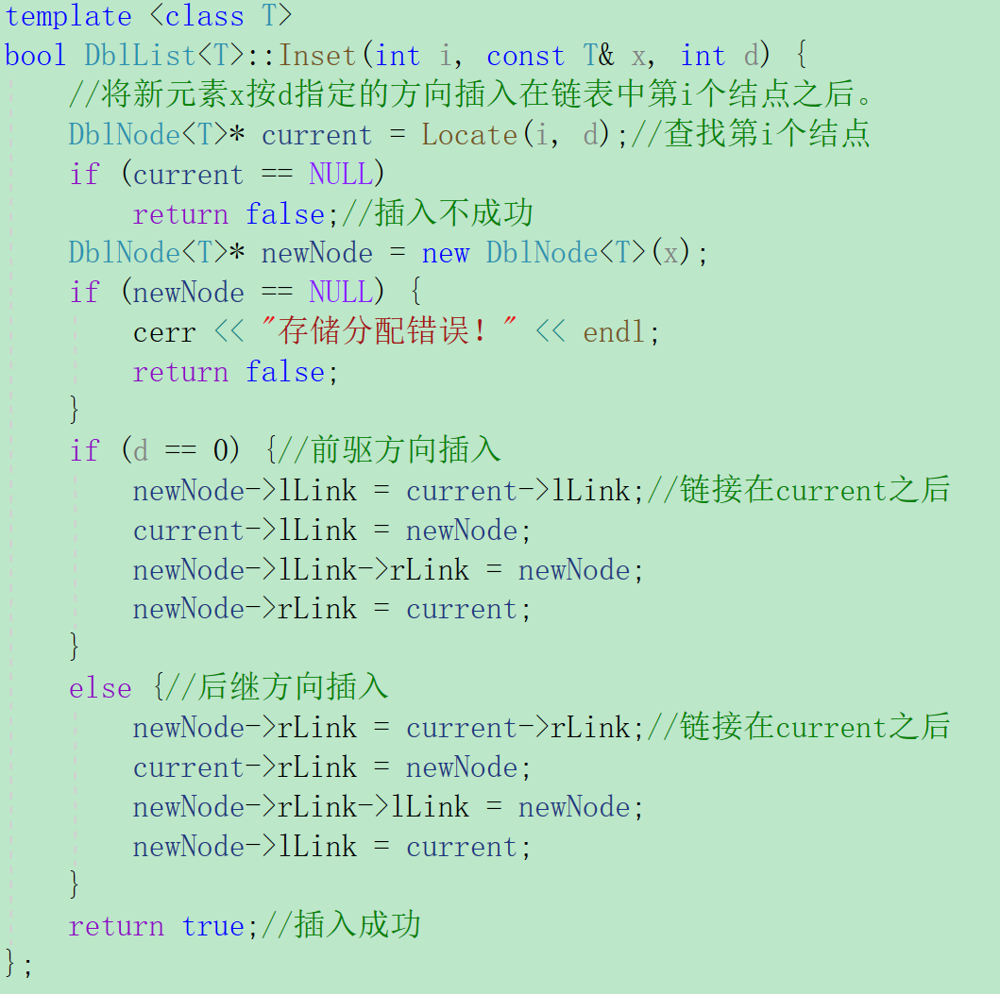 template <class T>
bool DblList<T>::Inset(int i, const T& x, int d) {
    //将新元素x按d指定的方向插入在链表中第i个结点之后。
    DblNode<T>* current = Locate(i, d);//查找第i个结点
    if (current == NULL)
        return false;//插入不成功
    DblNode<T>* newNode = new DblNode<T>(x);
    if (newNode == NULL) {
        cerr << "存储分配错误！" << endl;
        return false;
    }
    if (d == 0) {//前驱方向插入
        newNode->lLink = current->lLink;//链接在current之后
        current->lLink = newNode;
        newNode->lLink->rLink = newNode;
        newNode->rLink = current;
    }
    else {//后继方向插入
        newNode->rLink = current->rLink;//链接在current之后
        current->rLink = newNode;
        newNode->rLink->lLink = newNode;
        newNode->lLink = current;
    }
    return true;//插入成功
};